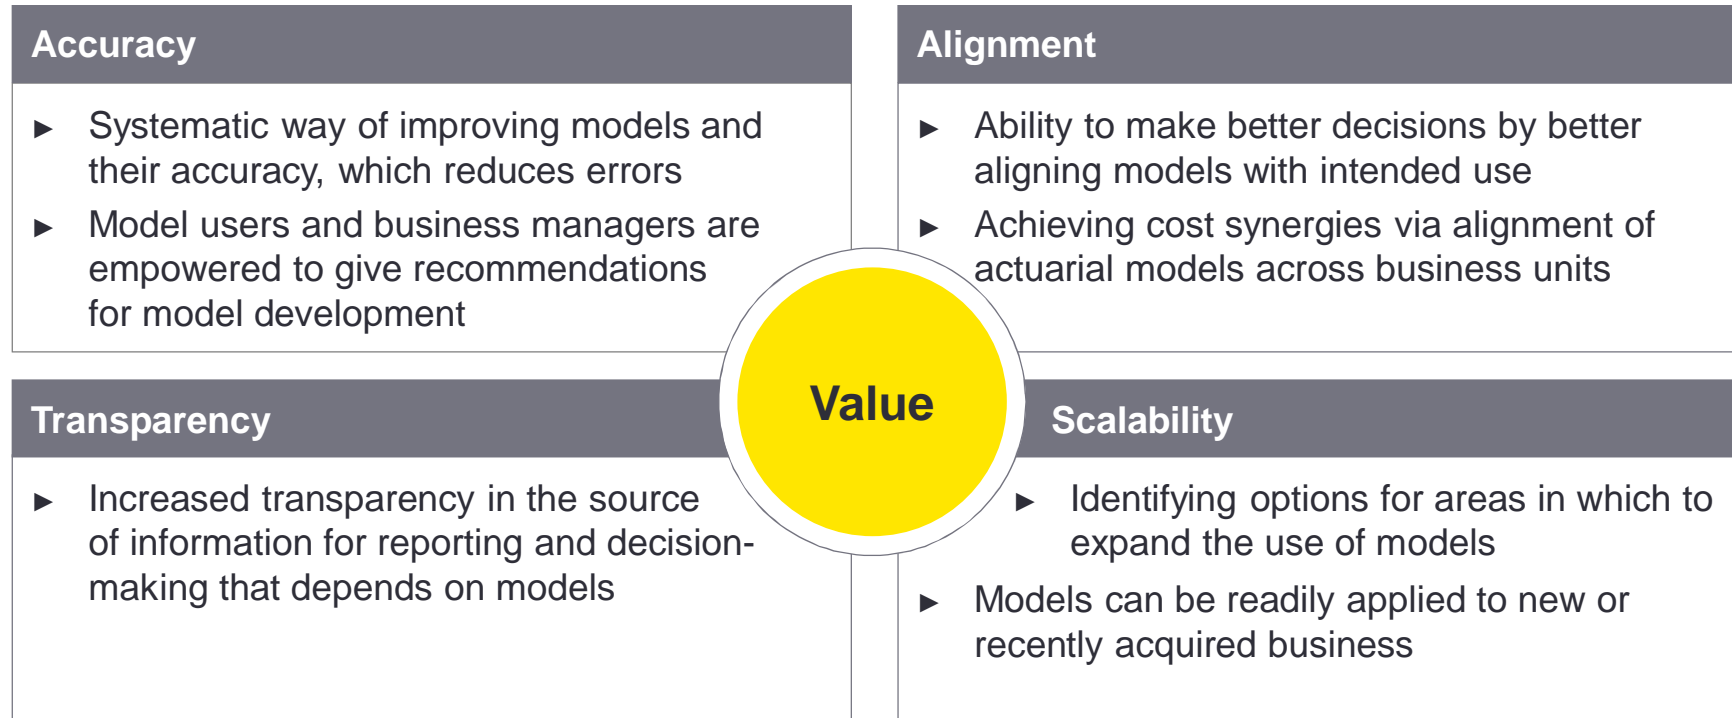 Accuracy
► Systematic way of improving models and
their accuracy, which reduces errors
► Model users and business managers are
empowered to give recommendations
for model development
Alignment
► Ability to make better decisions by better
aligning models with intended use
► Achieving cost synergies via alignment of
actuarial models across business units
Value
Transparency
► Increased transparency in the source
of information for reporting and decision-
making that depends on models
Scalability
► Identifying options for areas in which to
expand the use of models
► Models can be readily applied to new or
recently acquired business